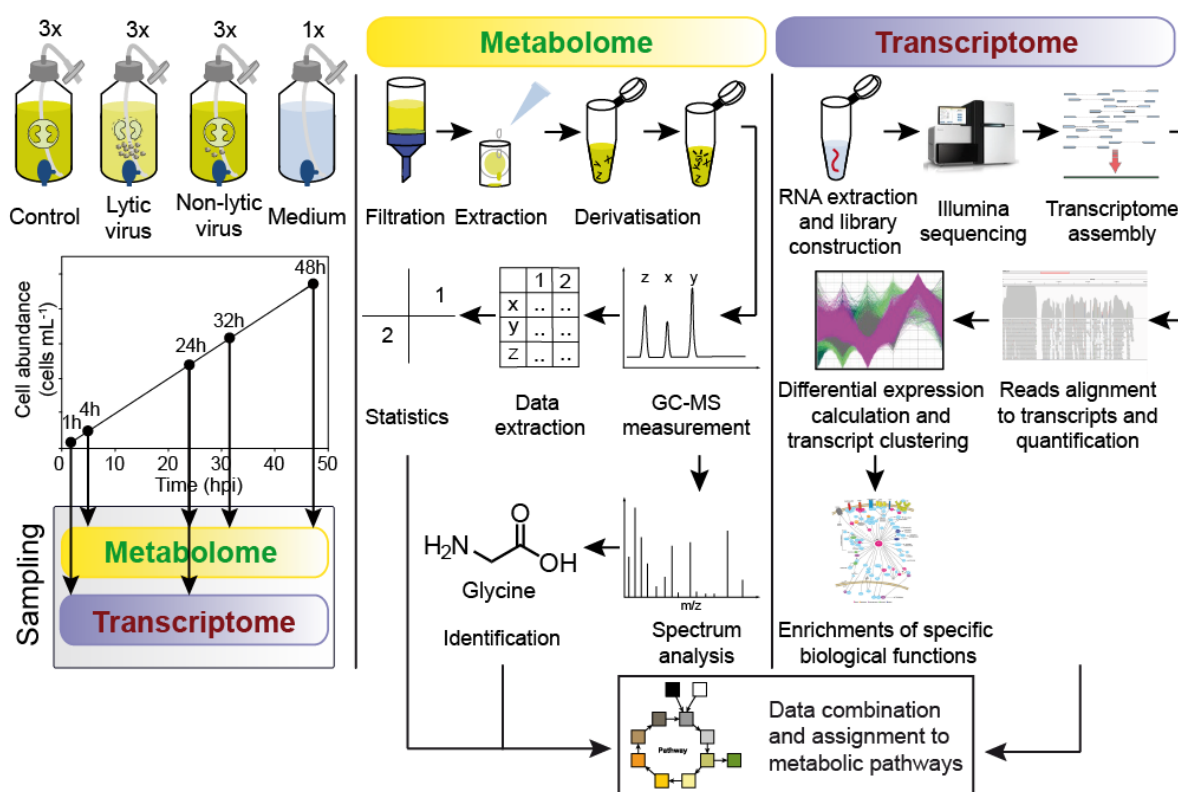 3x
3x
3x
1x
Control
Lytic
virus
Non-lytic
virus
Medium
Cell abundance
(cells mL⁻¹)
1h
4h
24h
32h
48h
0
10
20
30
40
50
Time (hpi)
Sampling
Metabolome
Transcriptome
Metabolome
Filtration
Extraction
Derivatisation
1
2
Statistics
1 2
x .. ..
y .. ..
z .. ..
Data
extraction
z x y
GC-MS
measurement
H₂N
O
OH
Glycine
Identification
m/z
Spectrum
analysis
Transcriptome
RNA extraction
and library
construction
Illumina
sequencing
Transcriptome
assembly
Differential expression
calculation and
transcript clustering
Reads alignment
to transcripts and
quantification
Enrichments of specific
biological functions
Pathway
Data combination
and assignment to
metabolic pathways